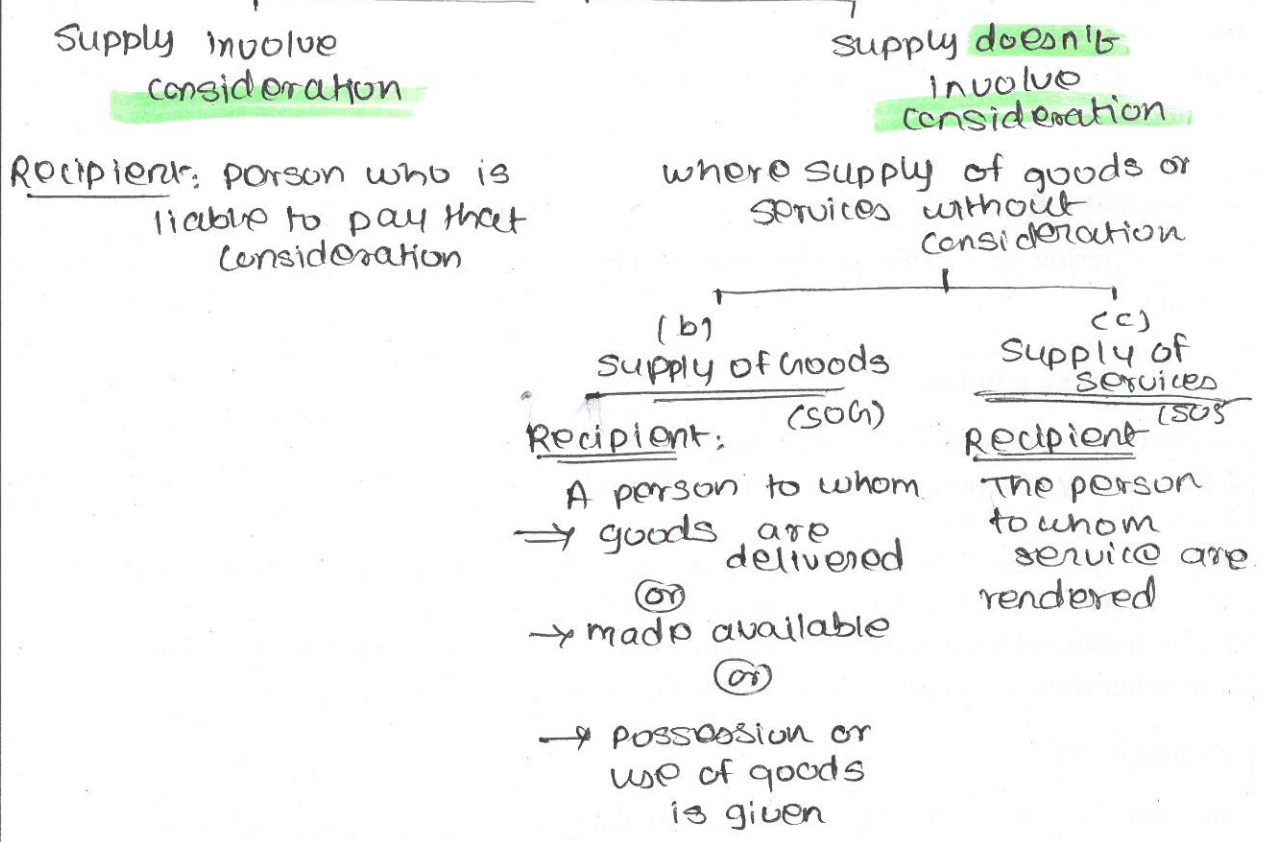 Supply involve
consideration
Recipient: person who is
liable to pay that
consideration
supply doesn't
involve
consideration
where supply of goods or
services without
consideration
(b)
Supply of Goods
(SOG)
Recipient:
A person to whom
⇒ goods are
delivered
or
→ made available
or
→ possession or
use of goods
is given
(c)
Supply of
services
(SOS
Recipient
The person
to whom
service are
rendered